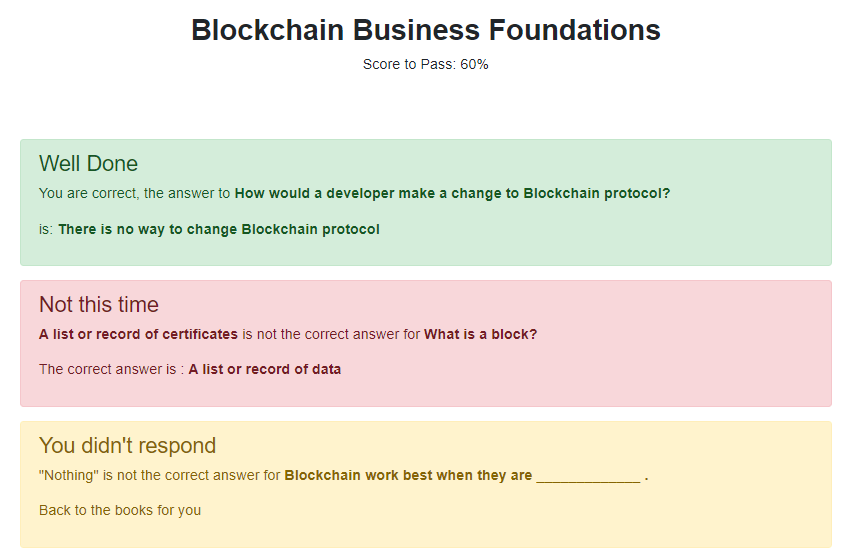 Blockchain Business Foundations
Score to Pass: 60%
Well Done
You are correct, the answer to How would a developer make a change to Blockchain protocol?
is: There is no way to change Blockchain protocol
Not this time
A list or record of certificates is not the correct answer for What is a block?
The correct answer is : A list or record of data
You didn't respond
"Nothing" is not the correct answer for Blockchain work best when they are _____________ .
Back to the books for you